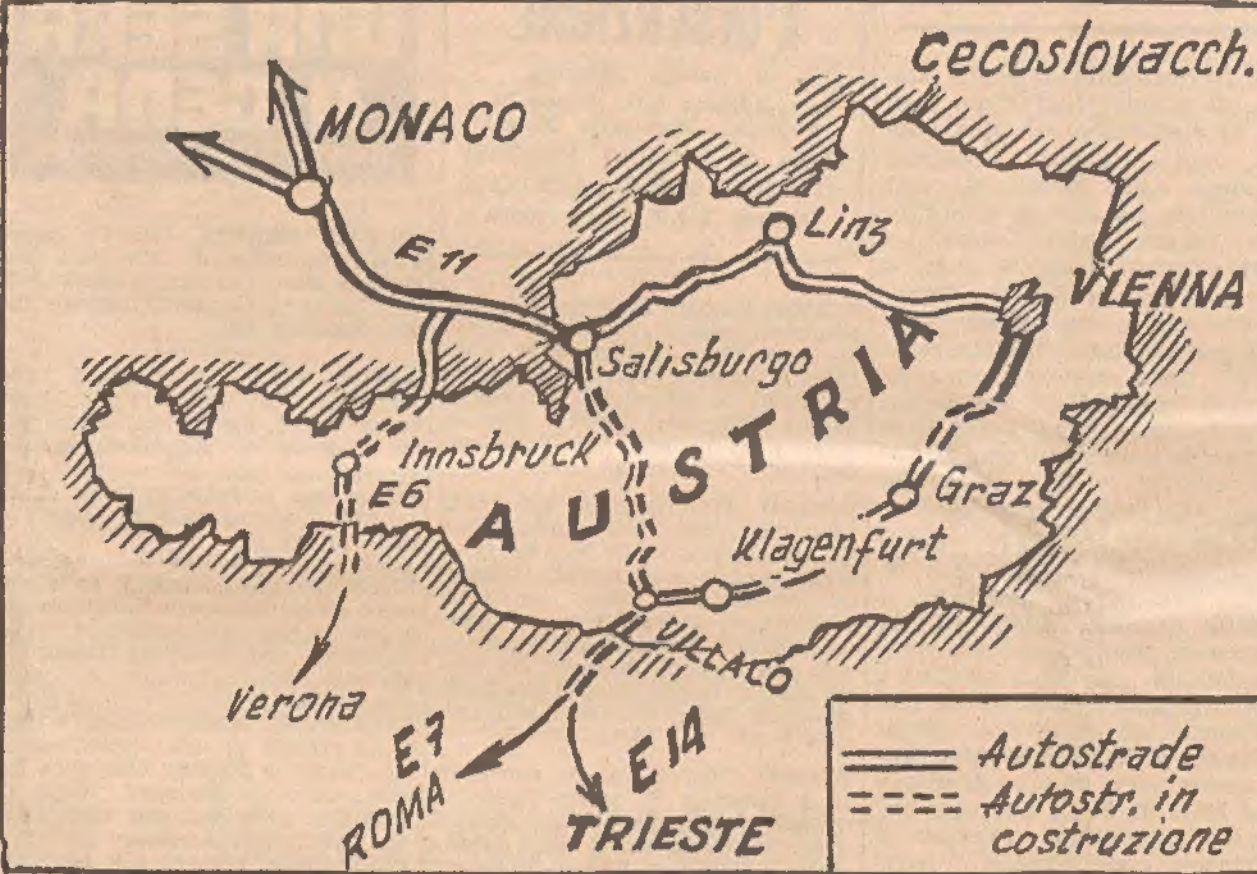 Cecoslovacch.
MONACO
E 11
Linz
VIENNA
Salisburgo
AUSTRIA
Innsbruck
E6
Graz
Klagenfurt
VILLACO
Verona
E7
ROMA
E14
TRIESTE
Autostrade
Autostr. in
costruzione